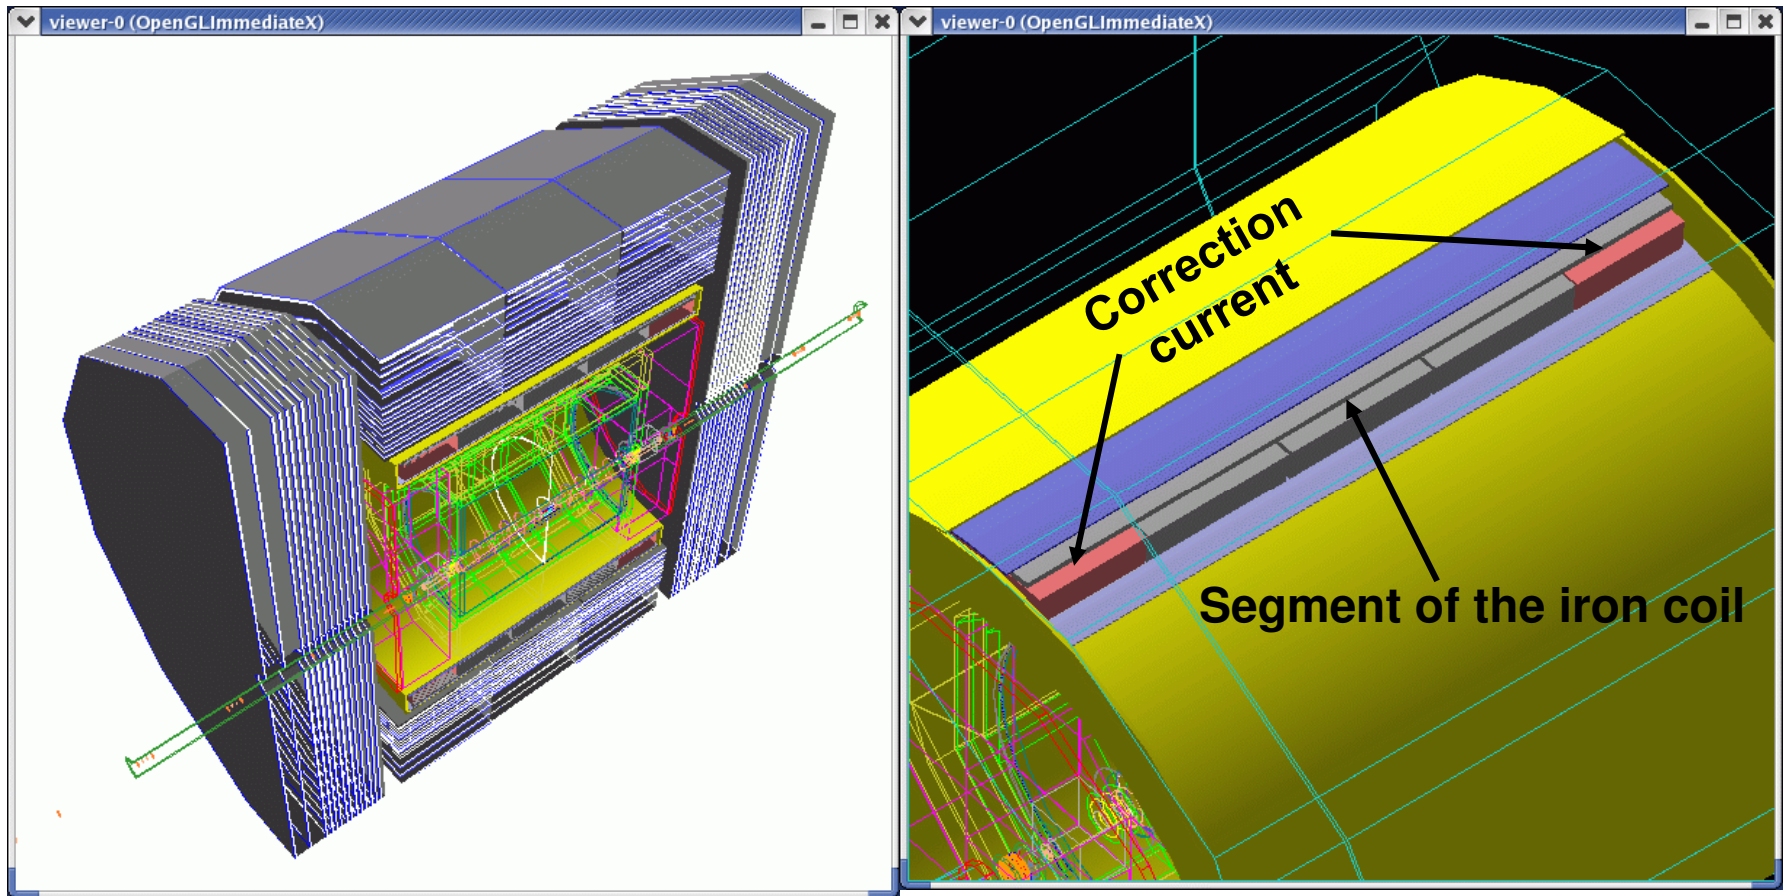 viewer-0 (OpenGLImmediateX)
viewer-0 (OpenGLImmediateX)
Correction
current
Segment of the iron coil